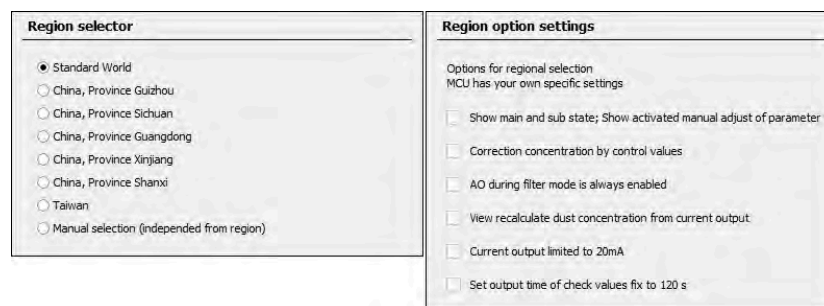 Region selector
Standard World
China, Province Guizhou
China, Province Sichuan
China, Province Guangdong
China, Province Xinjiang
China, Province Shanxi
Taiwan
Manual selection (independed from region)
Region option settings
Options for regional selection
MCU has your own specific settings
Show main and sub state; Show activated manual adjust of parameter
Correction concentration by control values
AO during filter mode is always enabled
View recalculate dust concentration from current output
Current output limited to 20mA
Set output time of check values fix to 120 s